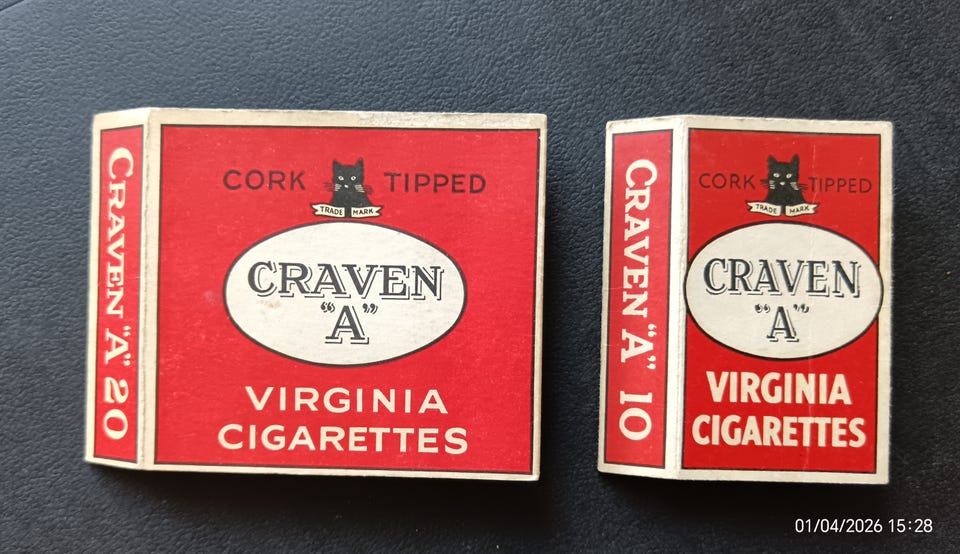 CRAVEN "A" 20
CORK TIPPED
TRADE MARK
CRAVEN
"A"
VIRGINIA
CIGARETTES
CRAVEN "A" 10
CORK TIPPED
TRADE MARK
CRAVEN
"A"
VIRGINIA
CIGARETTES
01/04/2026 15:28